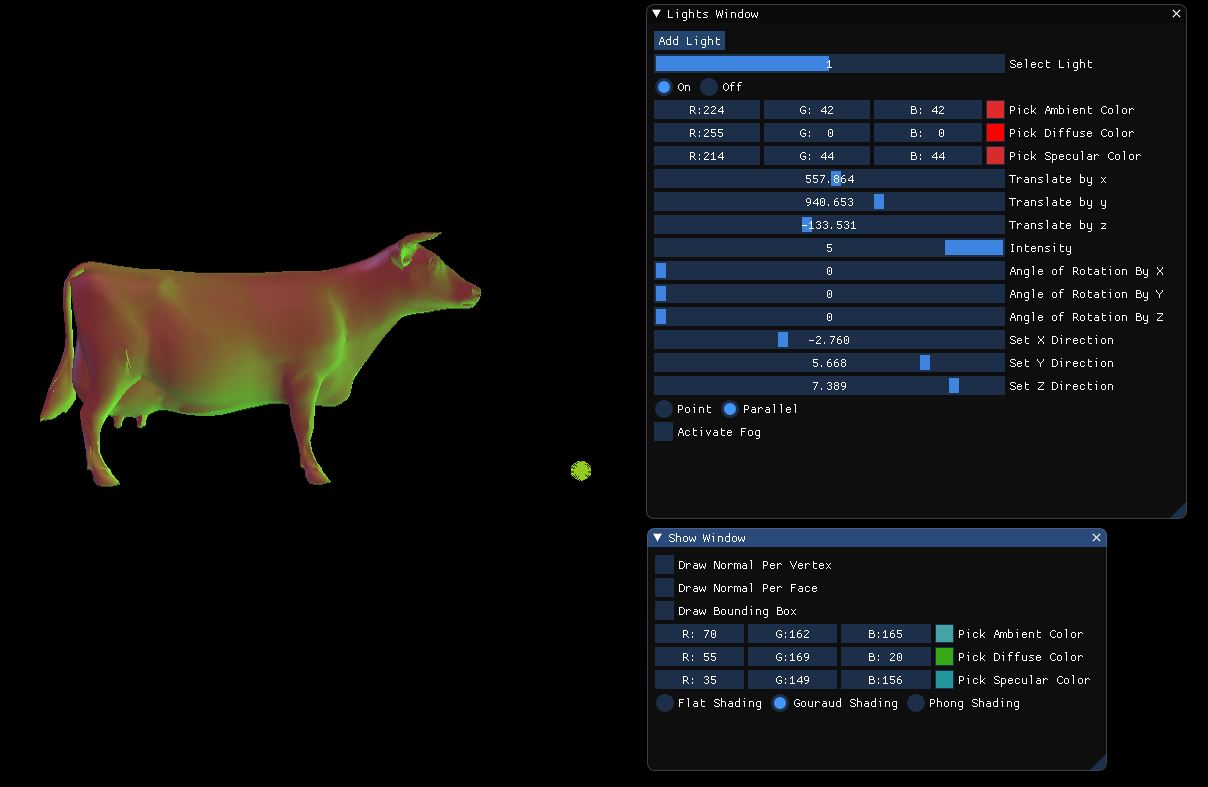 Lights Window
Add Light
1 Select Light
On Off
R:224 G: 42 B: 42 Pick Ambient Color
R:255 G: 0 B: 0 Pick Diffuse Color
R:214 G: 44 B: 44 Pick Specular Color
557.864 Translate by x
940.653 Translate by y
-133.531 Translate by z
5 Intensity
0 Angle of Rotation By X
0 Angle of Rotation By Y
0 Angle of Rotation By Z
-2.760 Set X Direction
5.668 Set Y Direction
7.389 Set Z Direction
Point Parallel
Activate Fog
Show Window
Draw Normal Per Vertex
Draw Normal Per Face
Draw Bounding Box
R: 70 G:162 B:165 Pick Ambient Color
R: 55 G:169 B: 20 Pick Diffuse Color
R: 35 G:149 B:156 Pick Specular Color
Flat Shading Gouraud Shading Phong Shading